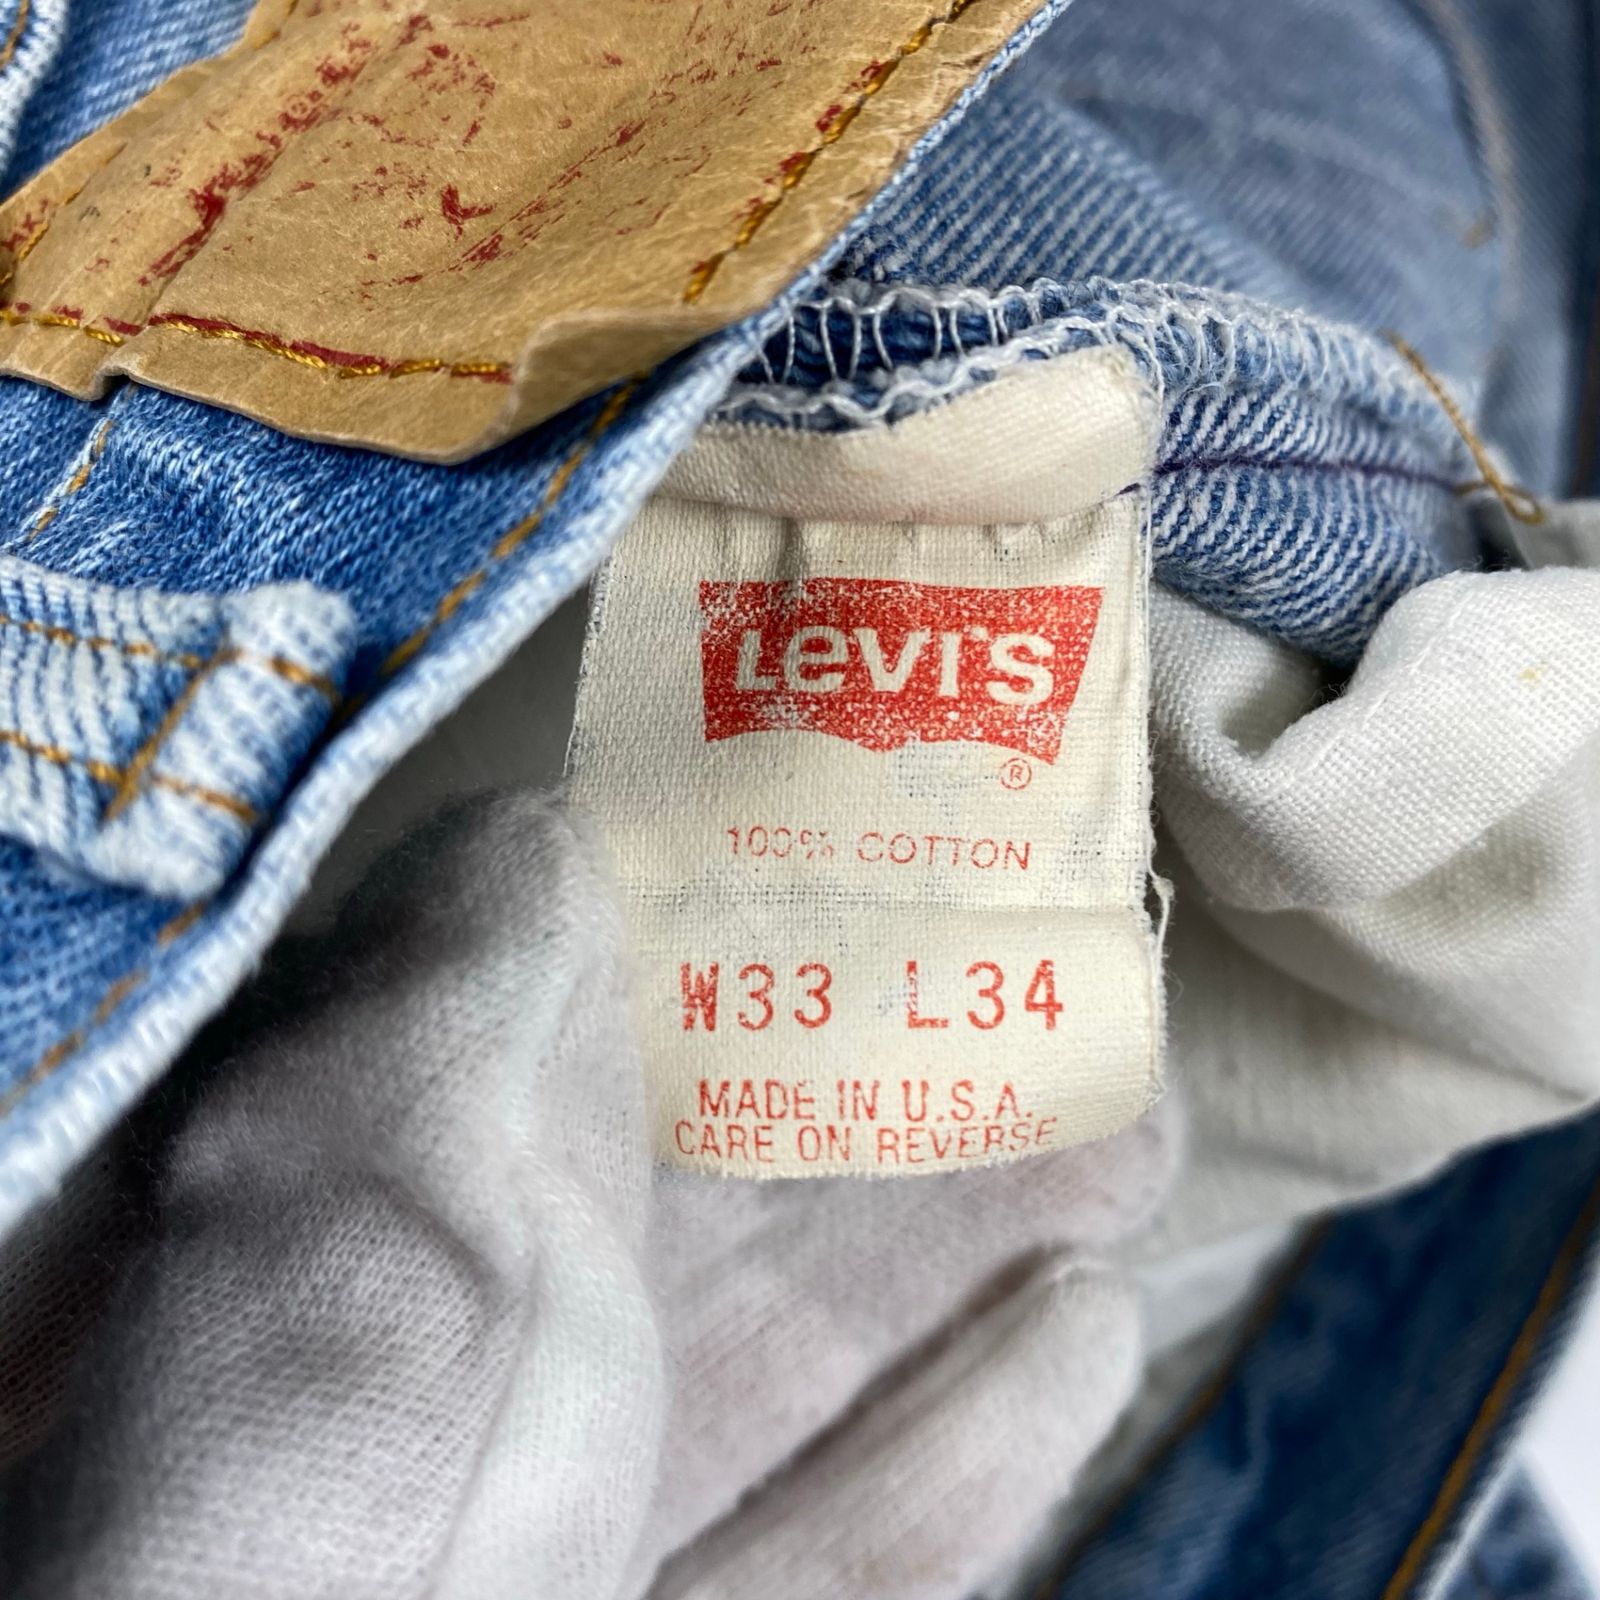 Levi's
®
100% COTTON
W33 L34
MADE IN U.S.A.
CARE ON REVERSE